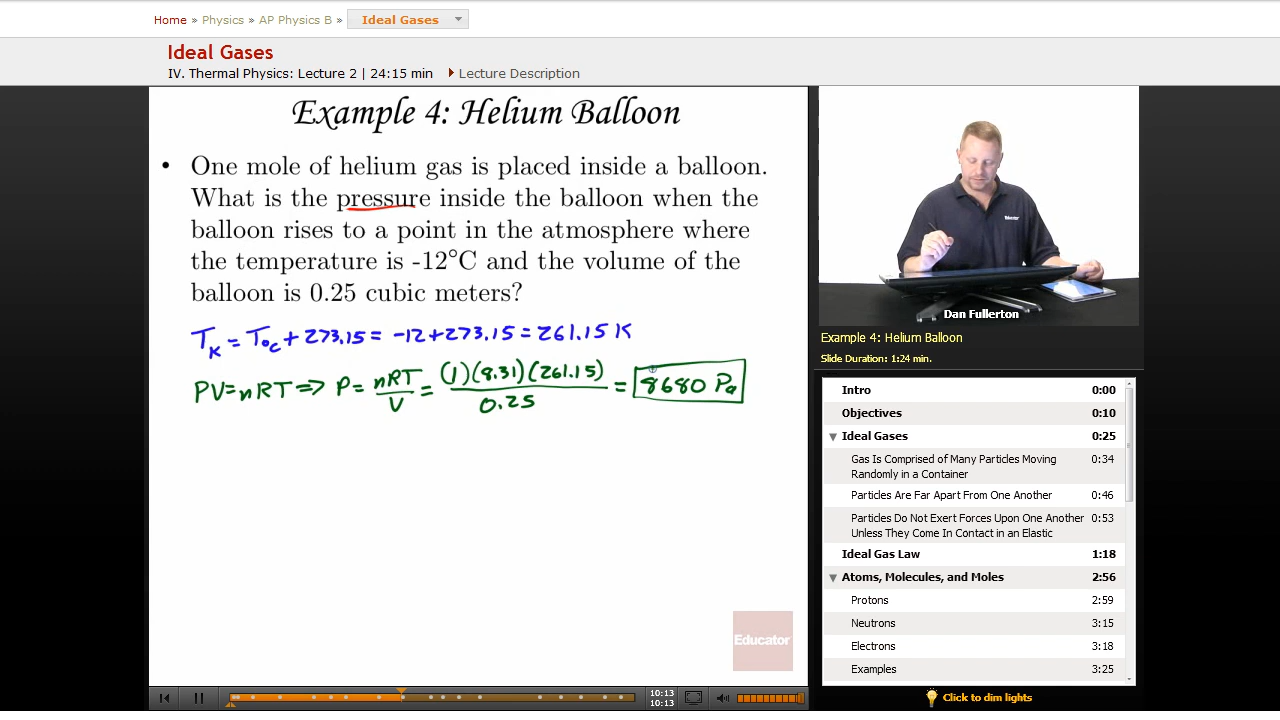 Home » Physics » AP Physics B » Ideal Gases
Ideal Gases
IV. Thermal Physics: Lecture 2 | 24:15 min Lecture Description
Example 4: Helium Balloon
• One mole of helium gas is placed inside a balloon.
What is the pressure inside the balloon when the
balloon rises to a point in the atmosphere where
the temperature is -12°C and the volume of the
balloon is 0.25 cubic meters?
T_K = T_°C + 273.15 = -12 + 273.15 = 261.15 K
PV = nRT => P = nRT/V = (1)(8.31)(261.15)/0.25 = 8680 Pa
Educator
10:13
10:13
Educator
Dan Fullerton
Example 4: Helium Balloon
Slide Duration: 1:24 min.
Intro 0:00
Objectives 0:10
Ideal Gases 0:25
Gas Is Comprised of Many Particles Moving 0:34
Randomly in a Container
Particles Are Far Apart From One Another 0:46
Particles Do Not Exert Forces Upon One Another 0:53
Unless They Come In Contact in an Elastic
Ideal Gas Law 1:18
Atoms, Molecules, and Moles 2:56
Protons 2:59
Neutrons 3:15
Electrons 3:18
Examples 3:25
Click to dim lights